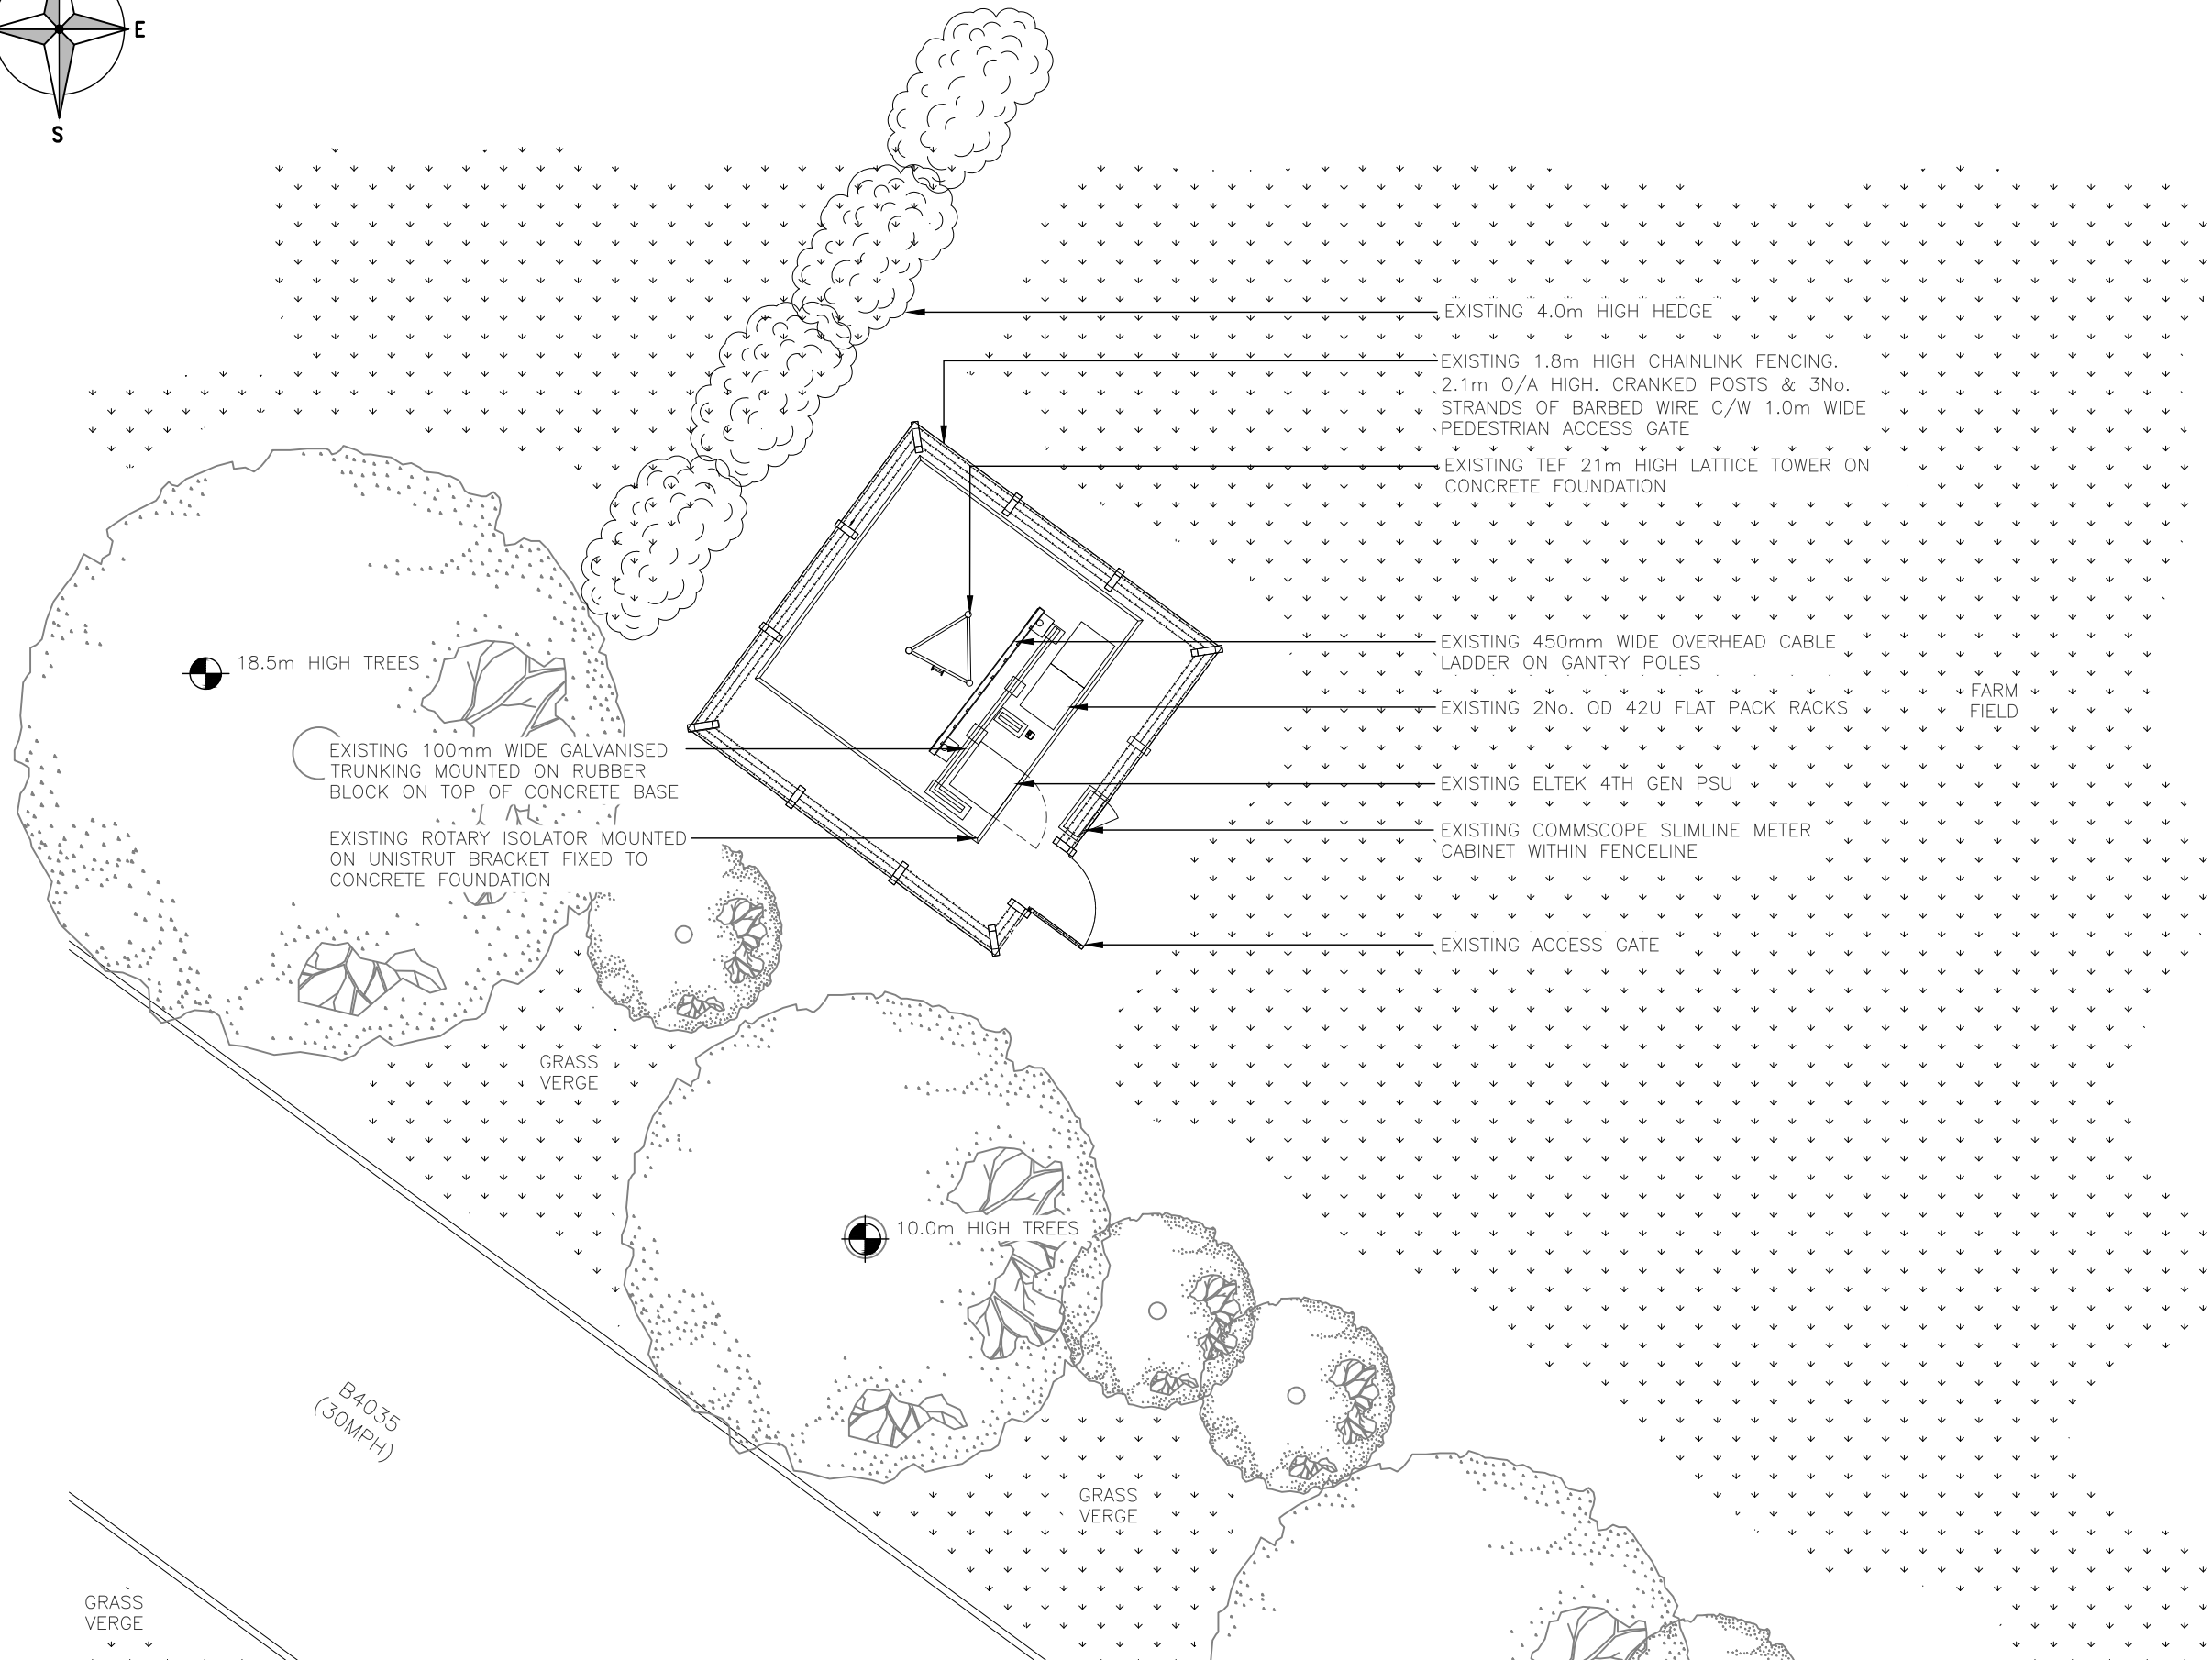 E
S
EXISTING 4.0m HIGH HEDGE
EXISTING 1.8m HIGH CHAINLINK FENCING.
2.1m O/A HIGH. CRANKED POSTS & 3No.
STRANDS OF BARBED WIRE C/W 1.0m WIDE
PEDESTRIAN ACCESS GATE
EXISTING TEF 21m HIGH LATTICE TOWER ON
CONCRETE FOUNDATION
EXISTING 450mm WIDE OVERHEAD CABLE
LADDER ON GANTRY POLES
EXISTING 2No. OD 42U FLAT PACK RACKS
EXISTING ELTEK 4TH GEN PSU
EXISTING COMMSCOPE SLIMLINE METER
CABINET WITHIN FENCELINE
EXISTING ACCESS GATE
FARM
FIELD
18.5m HIGH TREES
EXISTING 100mm WIDE GALVANISED
TRUNKING MOUNTED ON RUBBER
BLOCK ON TOP OF CONCRETE BASE
EXISTING ROTARY ISOLATOR MOUNTED
ON UNISTRUT BRACKET FIXED TO
CONCRETE FOUNDATION
GRASS
VERGE
10.0m HIGH TREES
B4035
(30MPH)
GRASS
VERGE
GRASS
VERGE